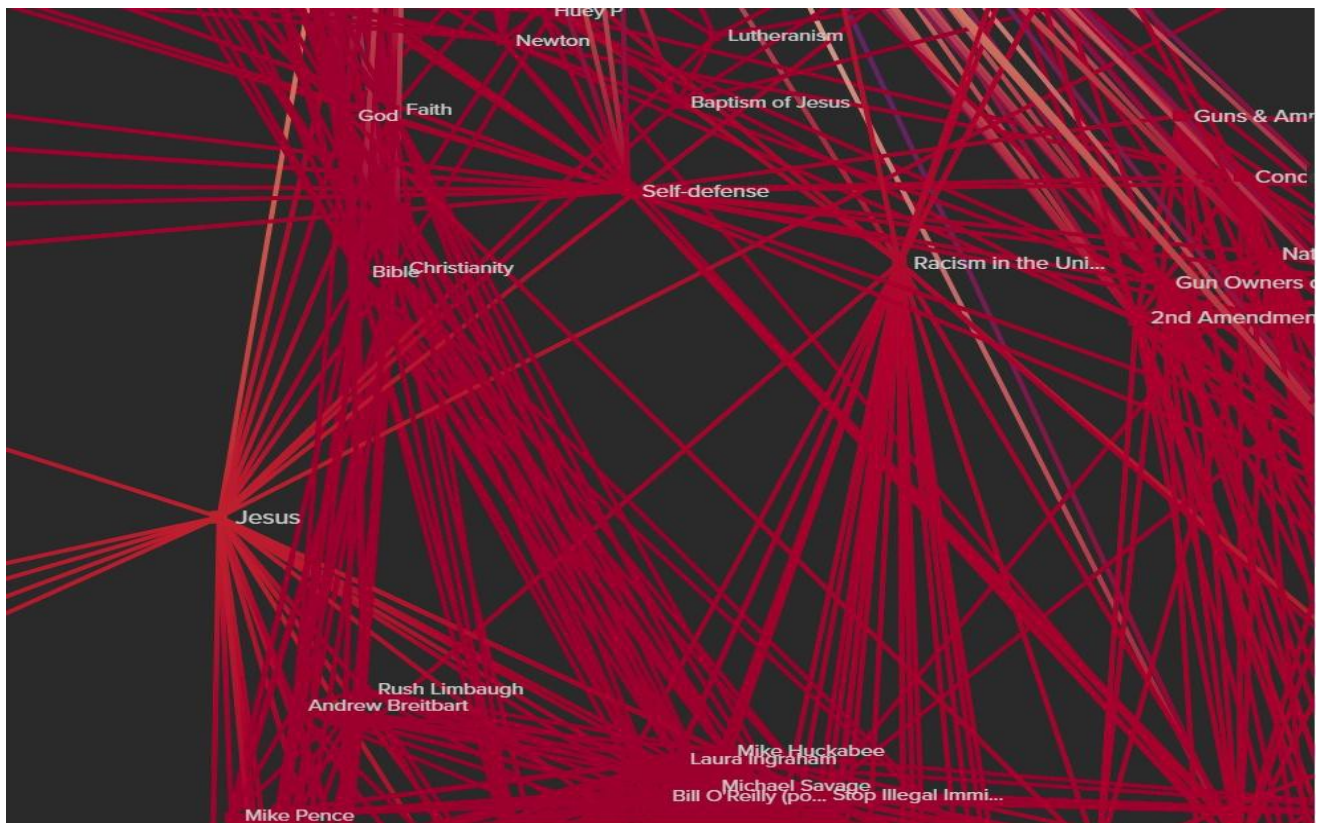 Huey P
Newton
Lutheranism
God
Faith
Baptism of Jesus
Guns & Am
Self-defense
Conc
Bible
Christianity
Racism in the Uni...
Nat
Gun Owners
2nd Amendmen
Jesus
Rush Limbaugh
Andrew Breitbart
Mike Huckabee
Laura Ingraham
Michael Savage
Bill O'Reilly (po...
Stop Illegal Immi...
Mike Pence